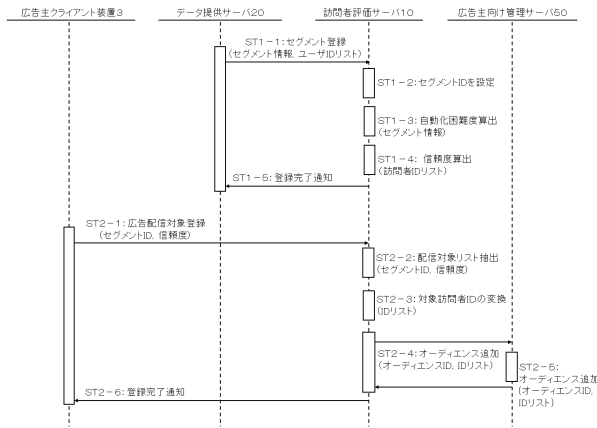 広告主クライアント装置3
データ提供サーバ20
訪問者評価サーバ10
広告主向け管理サーバ50
ST1-1:セグメント登録
(セグメント情報, ユーザIDリスト)
ST1-2:セグメントIDを設定
ST1-3: 自動化困難度算出
(セグメント情報)
ST1-4: 信頼度算出
(訪問者IDリスト)
ST1-5:登録完了通知
ST2-1:広告配信対象登録
(セグメントID, 信頼度)
ST2-2:配信対象リスト抽出
(セグメントID, 信頼度)
ST2-3:対象訪問者IDの変換
(IDリスト)
ST2-4:オーディエンス追加
(オーディエンスID, IDリスト)
ST2-5:
オーディエンス追加
(オーディエンスID,
IDリスト)
ST2-6:登録完了通知